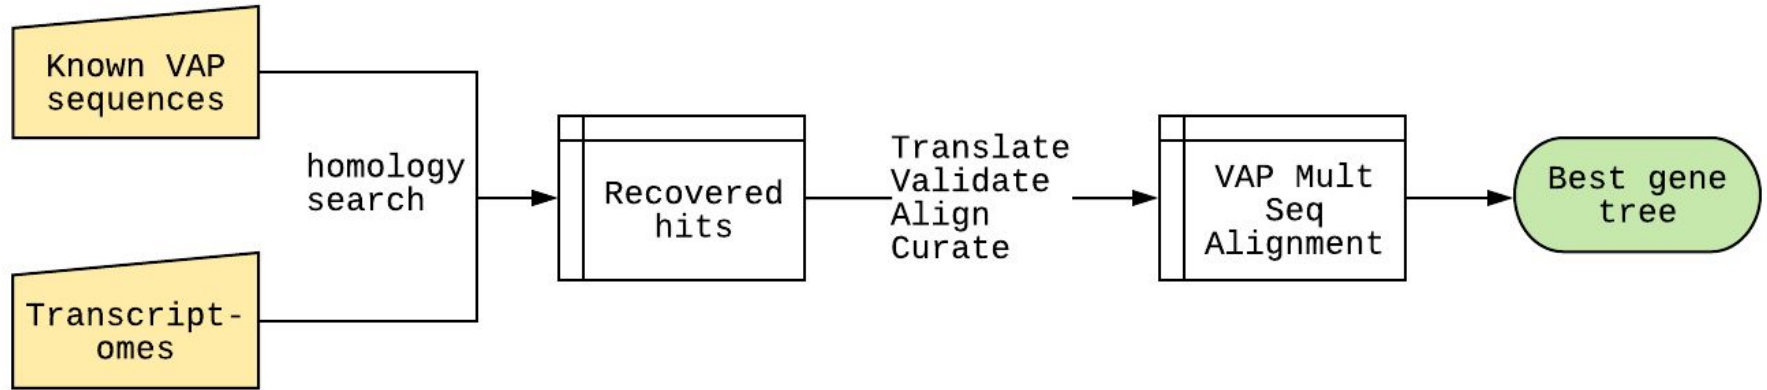 Known VAP
sequences
homology
search
Transcript-
omes
Recovered
hits
Translate
Validate
Align
Curate
VAP Mult
Seq
Alignment
Best gene
tree